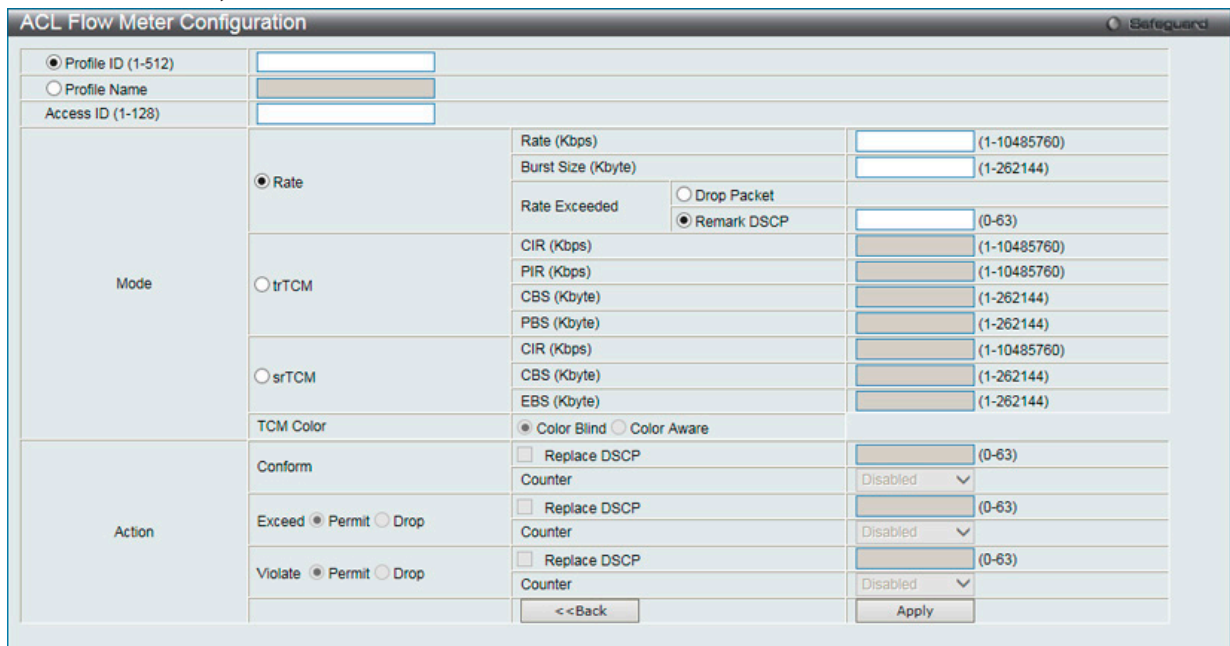 ACL Flow Meter Configuration
Safeguard
Profile ID (1-512)
Profile Name
Access ID (1-128)
Mode
Rate
Rate (Kbps)
(1-10485760)
Burst Size (Kbyte)
(1-262144)
Rate Exceeded
Drop Packet
Remark DSCP
(0-63)
trTCM
CIR (Kbps)
(1-10485760)
PIR (Kbps)
(1-10485760)
CBS (Kbyte)
(1-262144)
PBS (Kbyte)
(1-262144)
srTCM
CIR (Kbps)
(1-10485760)
CBS (Kbyte)
(1-262144)
EBS (Kbyte)
(1-262144)
TCM Color
Color Blind Color Aware
Action
Conform
Replace DSCP
(0-63)
Counter
Disabled
Exceed Permit Drop
Replace DSCP
(0-63)
Counter
Disabled
Violate Permit Drop
Replace DSCP
(0-63)
Counter
Disabled
<<Back
Apply